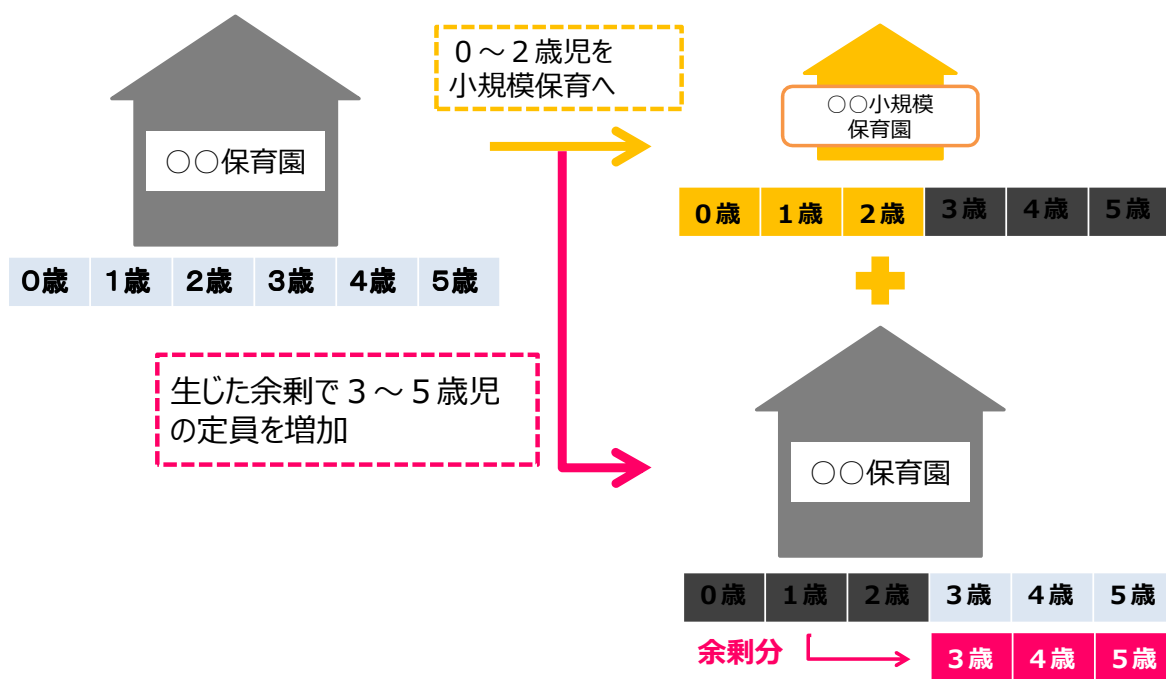 ○○保育園
0歳 1歳 2歳 3歳 4歳 5歳
０～２歳児を
小規模保育へ
生じた余剰で３～５歳児
の定員を増加
○○小規模
保育園
0歳 1歳 2歳 3歳 4歳 5歳
○○保育園
0歳 1歳 2歳 3歳 4歳 5歳
余剰分 3歳 4歳 5歳